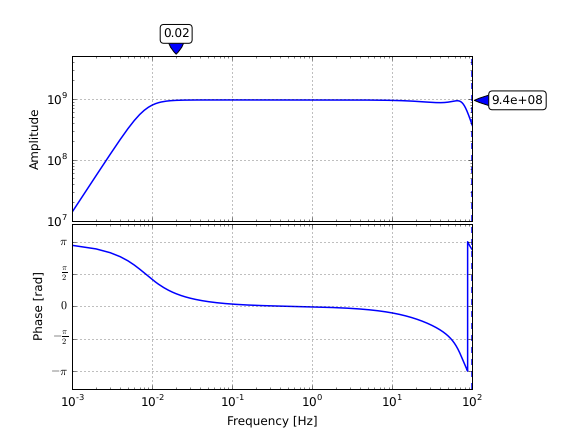 0.02
10⁹
9.4e+08
10⁸
10⁷
Amplitude
π
π/2
0
−π/2
−π
Phase [rad]
10⁻³ 10⁻² 10⁻¹ 10⁰ 10¹ 10²
Frequency [Hz]